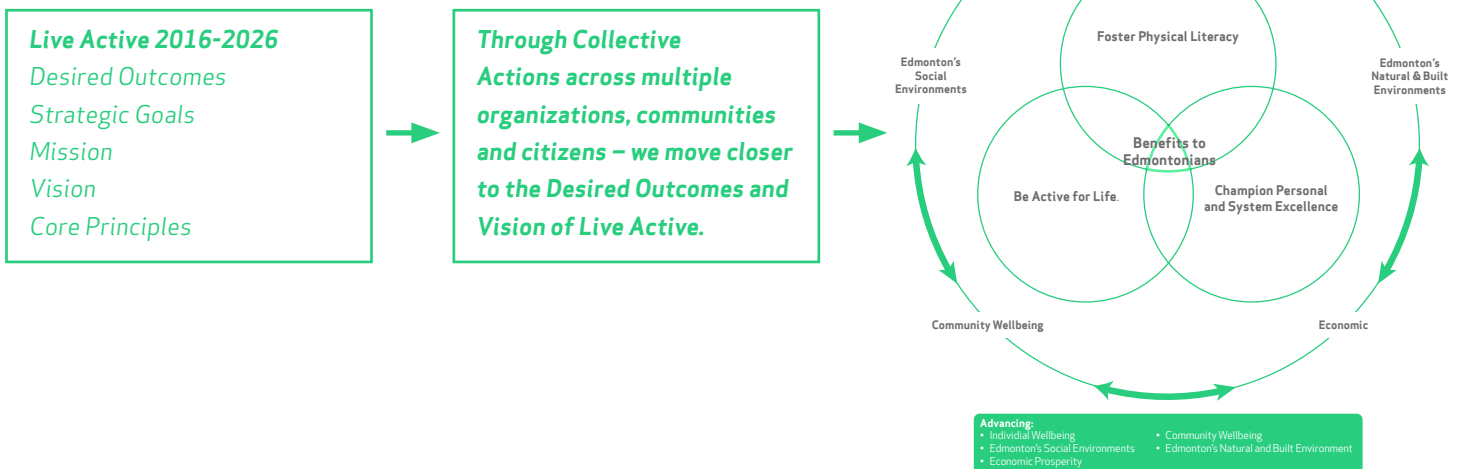 Live Active 2016-2026
Desired Outcomes
Strategic Goals
Mission
Vision
Core Principles
Through Collective
Actions across multiple
organizations, communities
and citizens – we move closer
to the Desired Outcomes and
Vision of Live Active.
Foster Physical Literacy
Edmonton's
Social
Environments
Edmonton's
Natural & Built
Environments
Benefits to
Edmontonians
Be Active for Life.
Champion Personal
and System Excellence
Community Wellbeing
Economic
Advancing:
• Individial Wellbeing
• Edmonton's Social Environments
• Economic Prosperity
• Community Wellbeing
• Edmonton's Natural and Built Environment